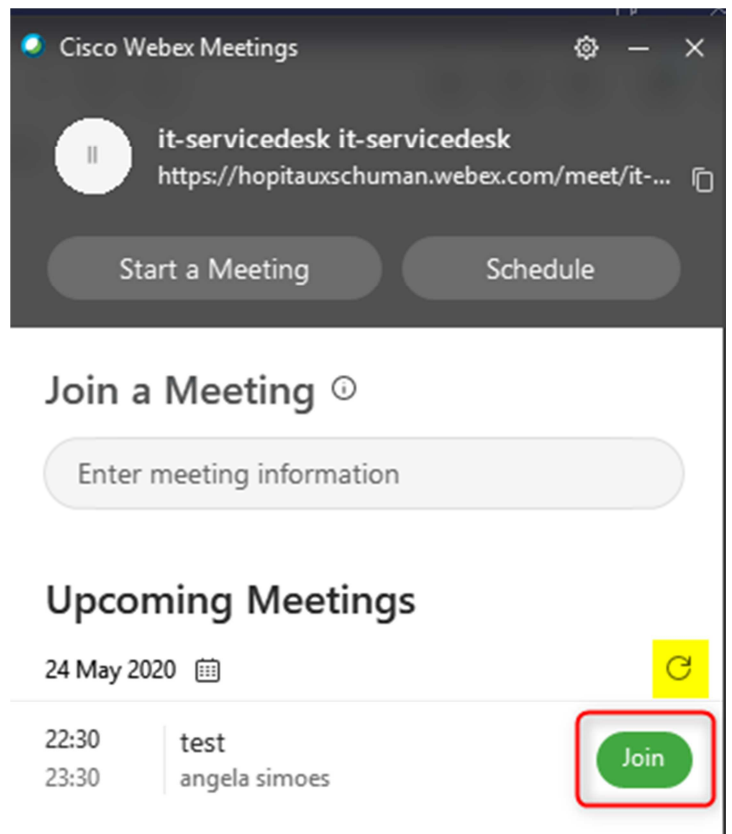 Cisco Webex Meetings
II
it-servicedesk it-servicedesk
https://hopitauxschuman.webex.com/meet/it-...
Start a Meeting Schedule
Join a Meeting
Enter meeting information
Upcoming Meetings
24 May 2020
22:30 test
23:30 angela simoes
Join